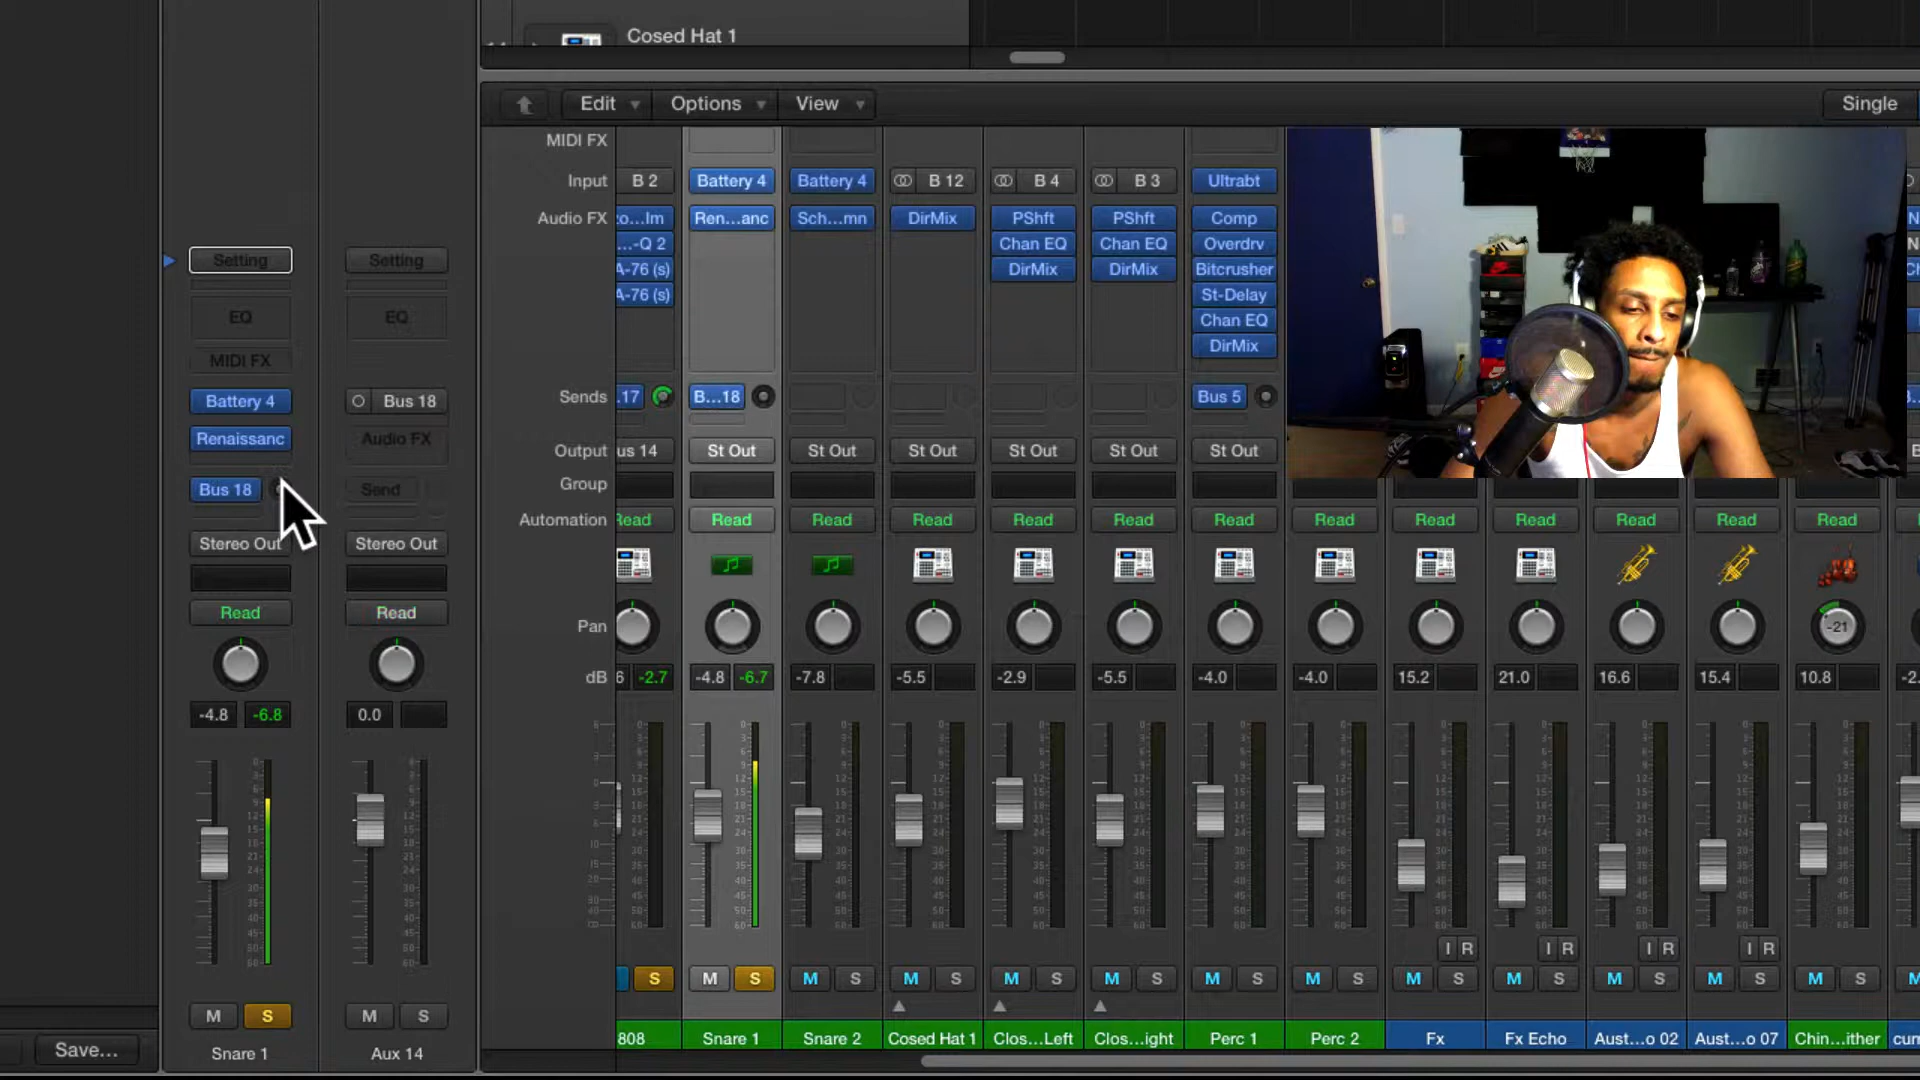 Cosed Hat 1
Edit Options View Single
MIDI FX
Input B 2 Battery 4 Battery 4 B 12 B 4 B 3 Ultrabt
Audio FX ...Im Ren...anc Sch...mn DirMix PShft PShft Comp
...-Q 2 Chan EQ Chan EQ Overdrv
A-76 (s) DirMix DirMix Bitcrusher
A-76 (s) St-Delay
Chan EQ
DirMix
Sends .17 B...18 Bus 5
Output us 14 St Out St Out St Out St Out St Out St Out
Group
Automation Read Read Read Read Read Read Read Read Read Read Read Read Read
Pan -21
dB 6 -2.7 -4.8 -6.7 -7.8 -5.5 -2.9 -5.5 -4.0 -4.0 15.2 21.0 16.6 15.4 10.8
I R I R I R I R
S M S M S M S M S M S M S M S M S M S M S M S M S
808 Snare 1 Snare 2 Cosed Hat 1 Clos...Left Clos...ight Perc 1 Perc 2 Fx Fx Echo Aust...o 02 Aust...o 07 Chin...ither
Setting Setting
EQ EQ
MIDI FX
Battery 4 Bus 18
Renaissanc Audio FX
Bus 18 Send
Stereo Out Stereo Out
Read Read
-4.8 -6.8 0.0
M S M S
Save... Snare 1 Aux 14